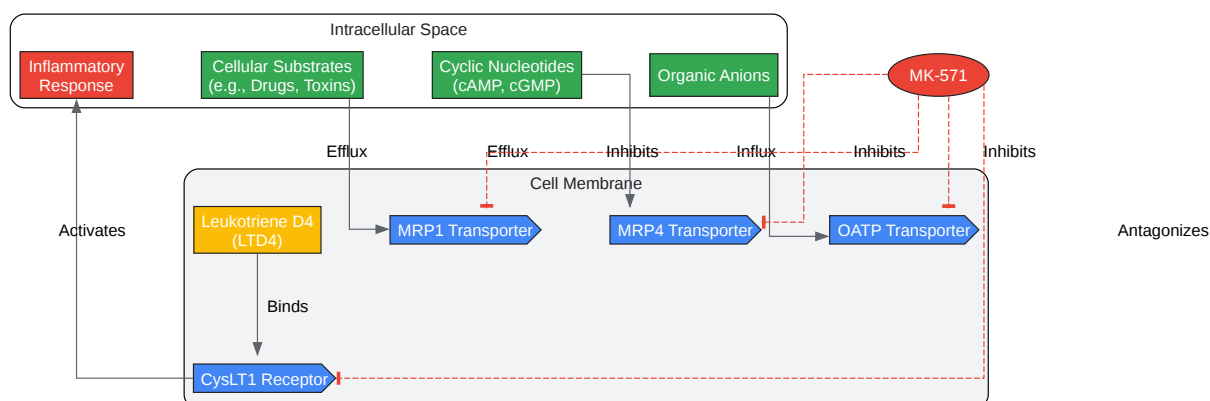 Intracellular Space
Inflammatory
Response
Cellular Substrates
(e.g., Drugs, Toxins)
Cyclic Nucleotides
(cAMP, cGMP)
Organic Anions
MK-571
Efflux
Efflux
Inhibits
Influx
Inhibits
Inhibits
Cell Membrane
Leukotriene D4
(LTD4)
MRP1 Transporter
MRP4 Transporter
OATP Transporter
Activates
Antagonizes
Binds
CysLT1 Receptor